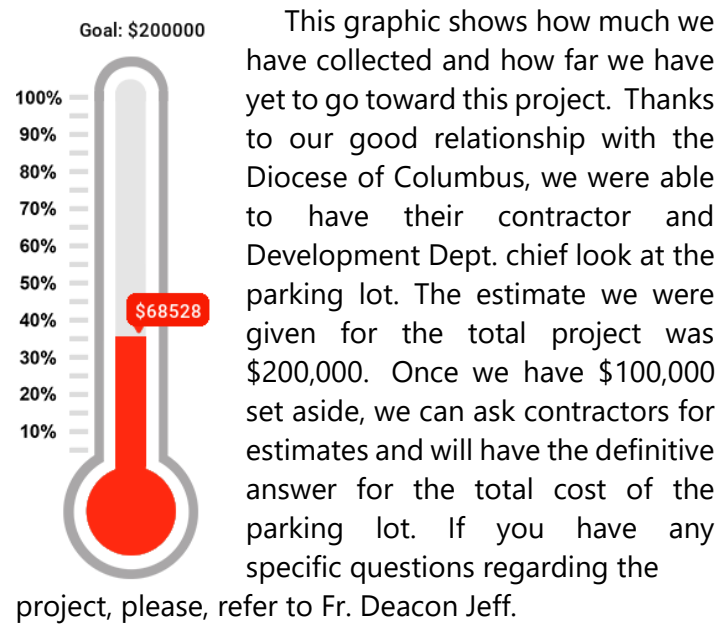 Goal: $200000
100%
90%
80%
70%
60%
50%
40%
30%
20%
10%
$68528
This graphic shows how much we
have collected and how far we have
yet to go toward this project. Thanks
to our good relationship with the
Diocese of Columbus, we were able
to have their contractor and
Development Dept. chief look at the
parking lot. The estimate we were
given for the total project was
$200,000. Once we have $100,000
set aside, we can ask contractors for
estimates and will have the definitive
answer for the total cost of the
parking lot. If you have any
specific questions regarding the
project, please, refer to Fr. Deacon Jeff.